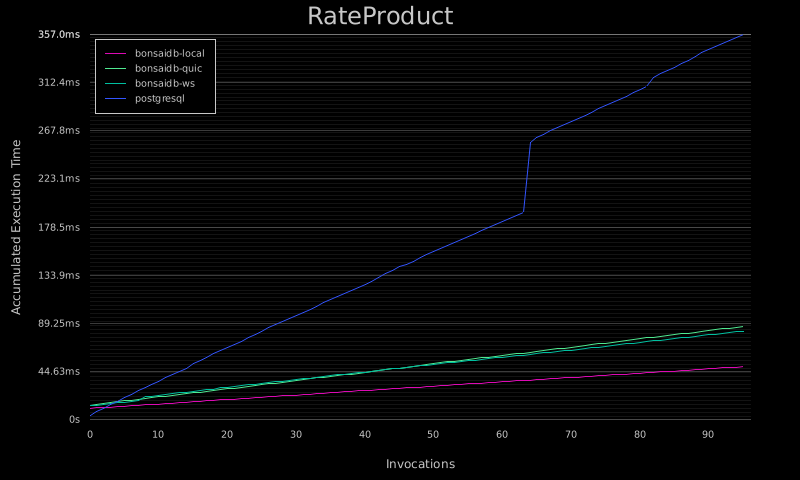 RateProduct
357.0ms
312.4ms
267.8ms
223.1ms
178.5ms
133.9ms
89.25ms
44.63ms
0s
bonsaidb-local
bonsaidb-quic
bonsaidb-ws
postgresql
Accumulated Execution Time
0 10 20 30 40 50 60 70 80 90
Invocations